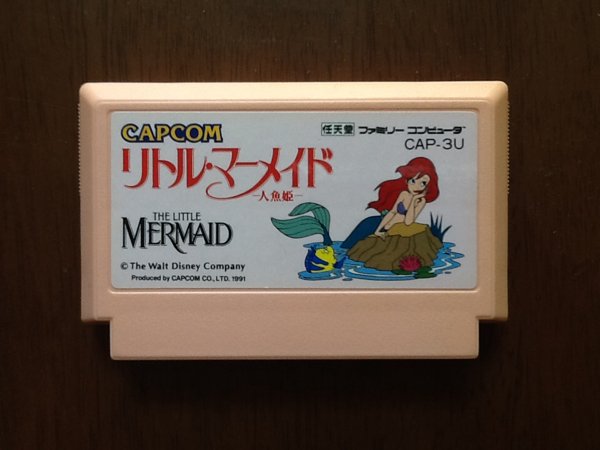 CAPCOM
任天堂 ファミリー コンピュータ
CAP-3U
リトル・マーメイド
—人魚姫—
THE LITTLE
MERMAID
© The Walt Disney Company
Produced by CAPCOM CO., LTD. 1991